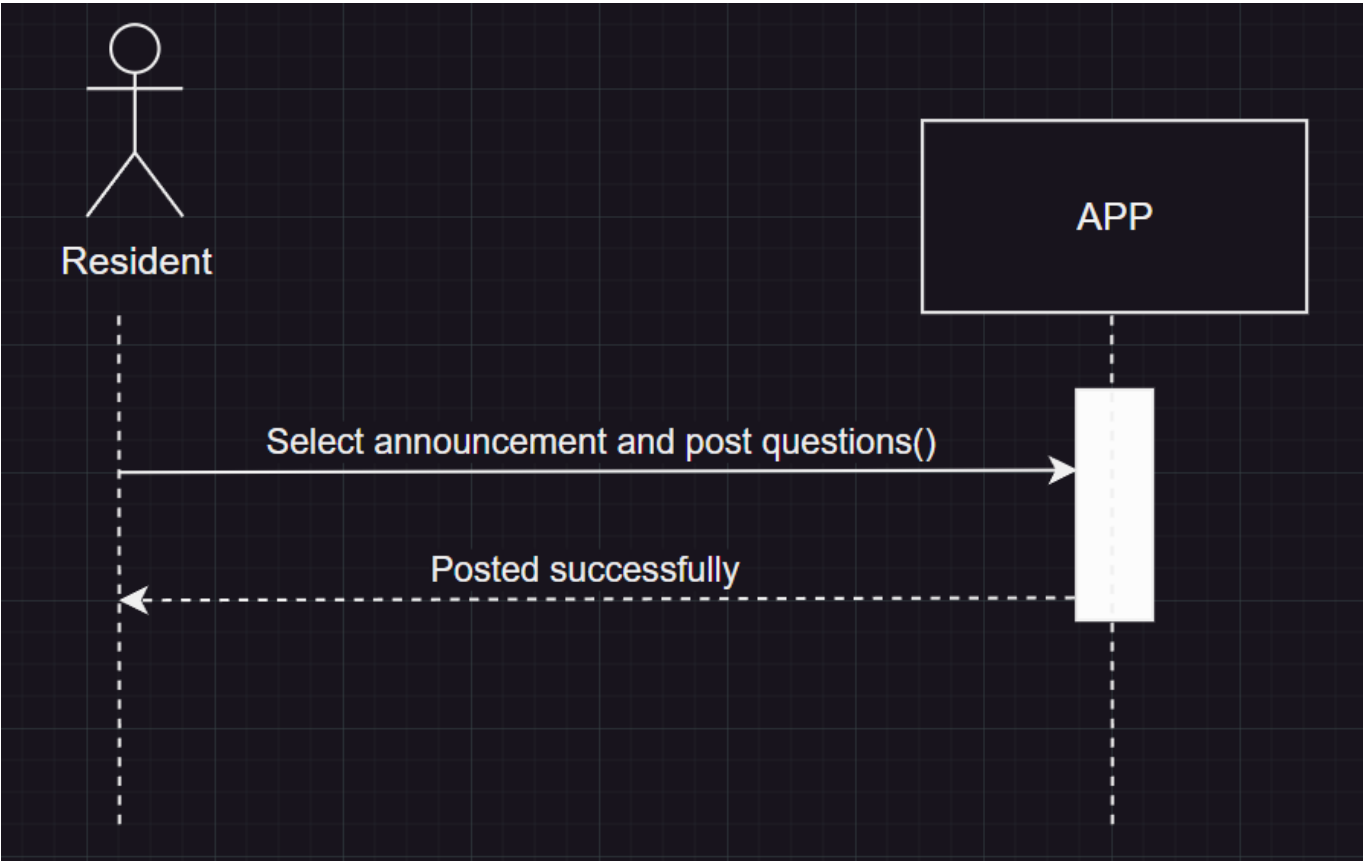 APP
Resident
Select announcement and post questions()
Posted successfully